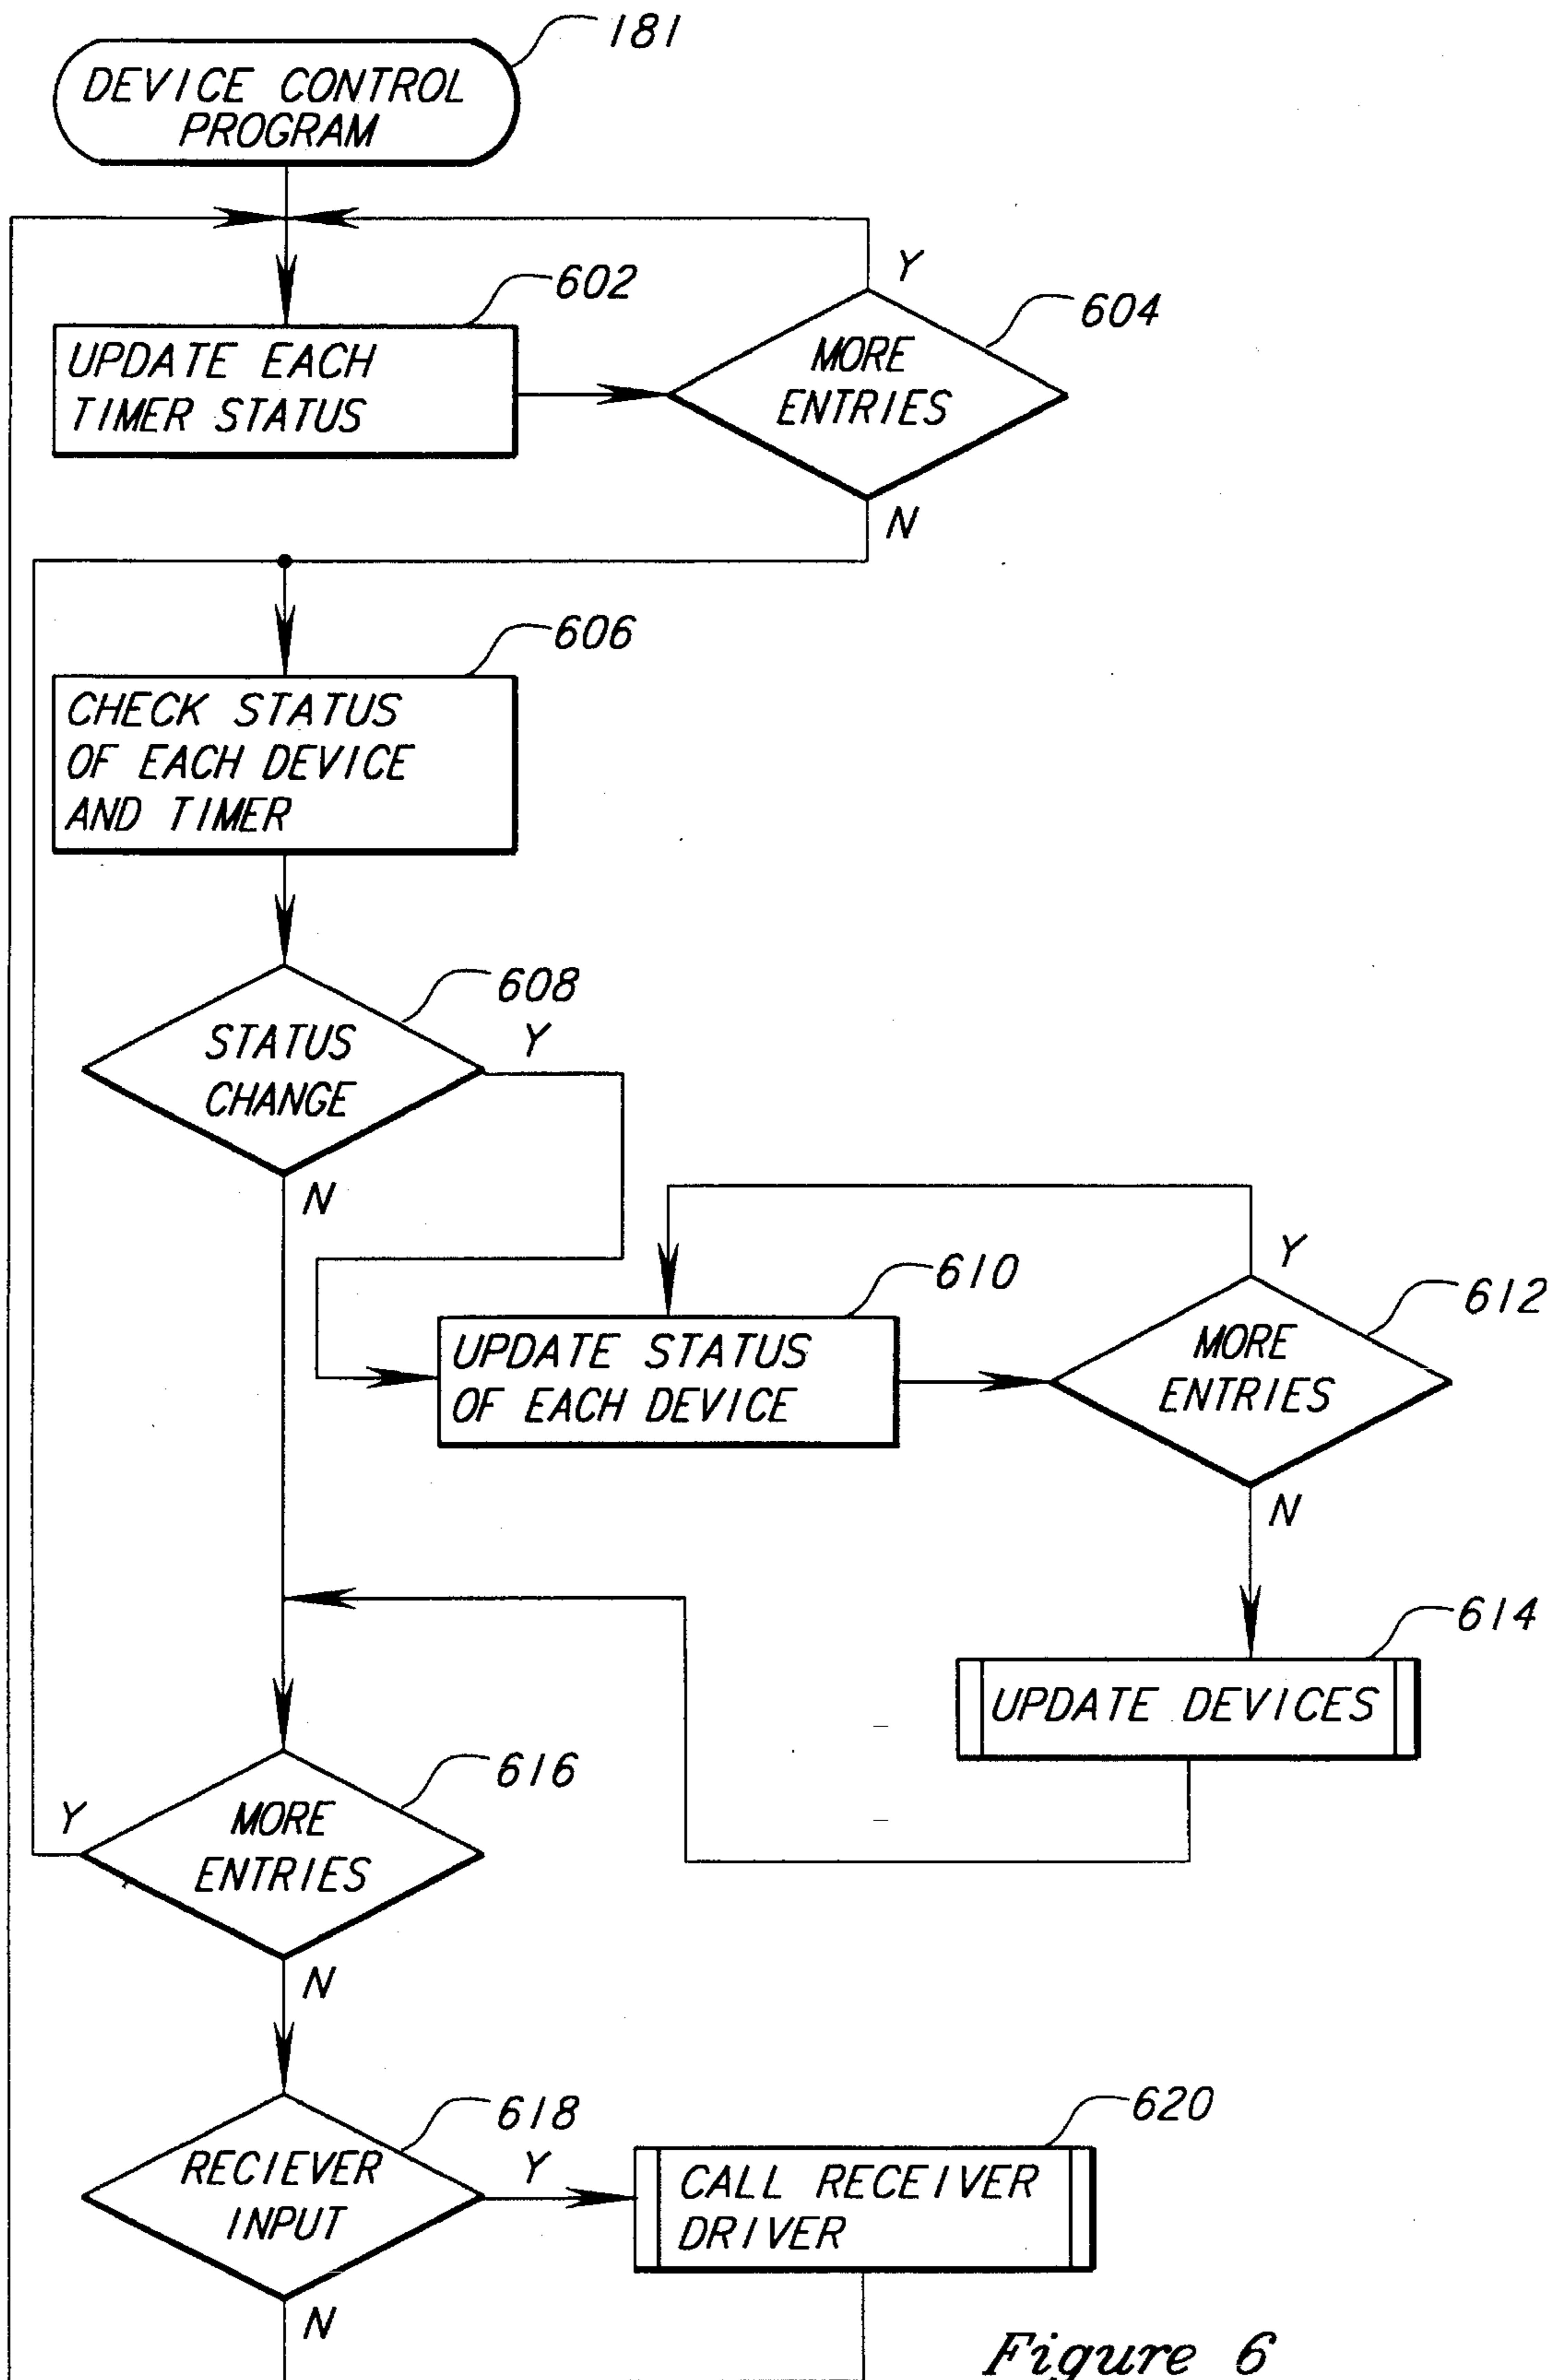 181
DEVICE CONTROL
PROGRAM
602
UPDATE EACH
TIMER STATUS
Y
604
MORE
ENTRIES
N
606
CHECK STATUS
OF EACH DEVICE
AND TIMER
608
STATUS
CHANGE
Y
N
610
UPDATE STATUS
OF EACH DEVICE
Y
612
MORE
ENTRIES
N
614
UPDATE DEVICES
616
Y
MORE
ENTRIES
N
618
RECIEVER
INPUT
Y
620
CALL RECEIVER
DRIVER
N
Figure 6